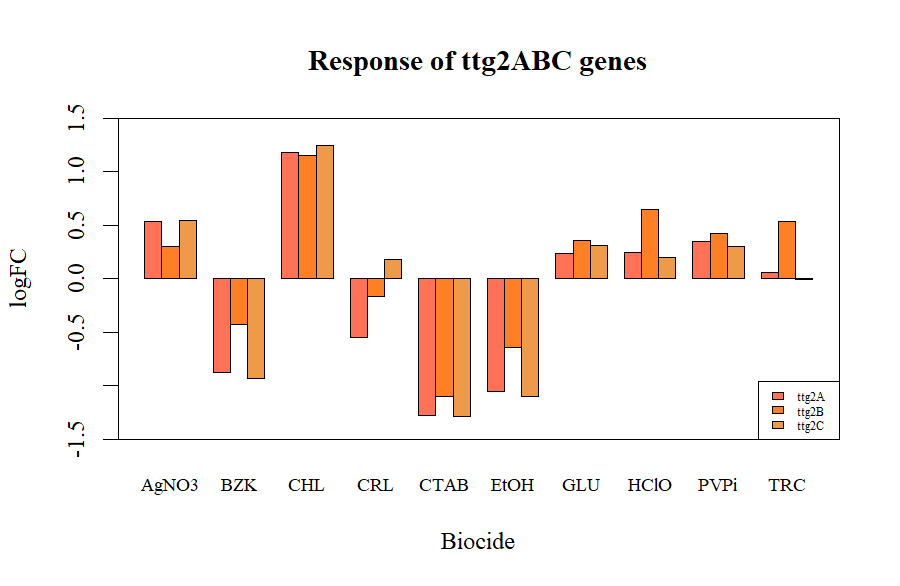 Response of ttg2ABC genes
logFC
1.5
1.0
0.5
0.0
-0.5
-1.5
ttg2A
ttg2B
ttg2C
AgNO3 BZK CHL CRL CTAB EtOH GLU HClO PVPi TRC
Biocide